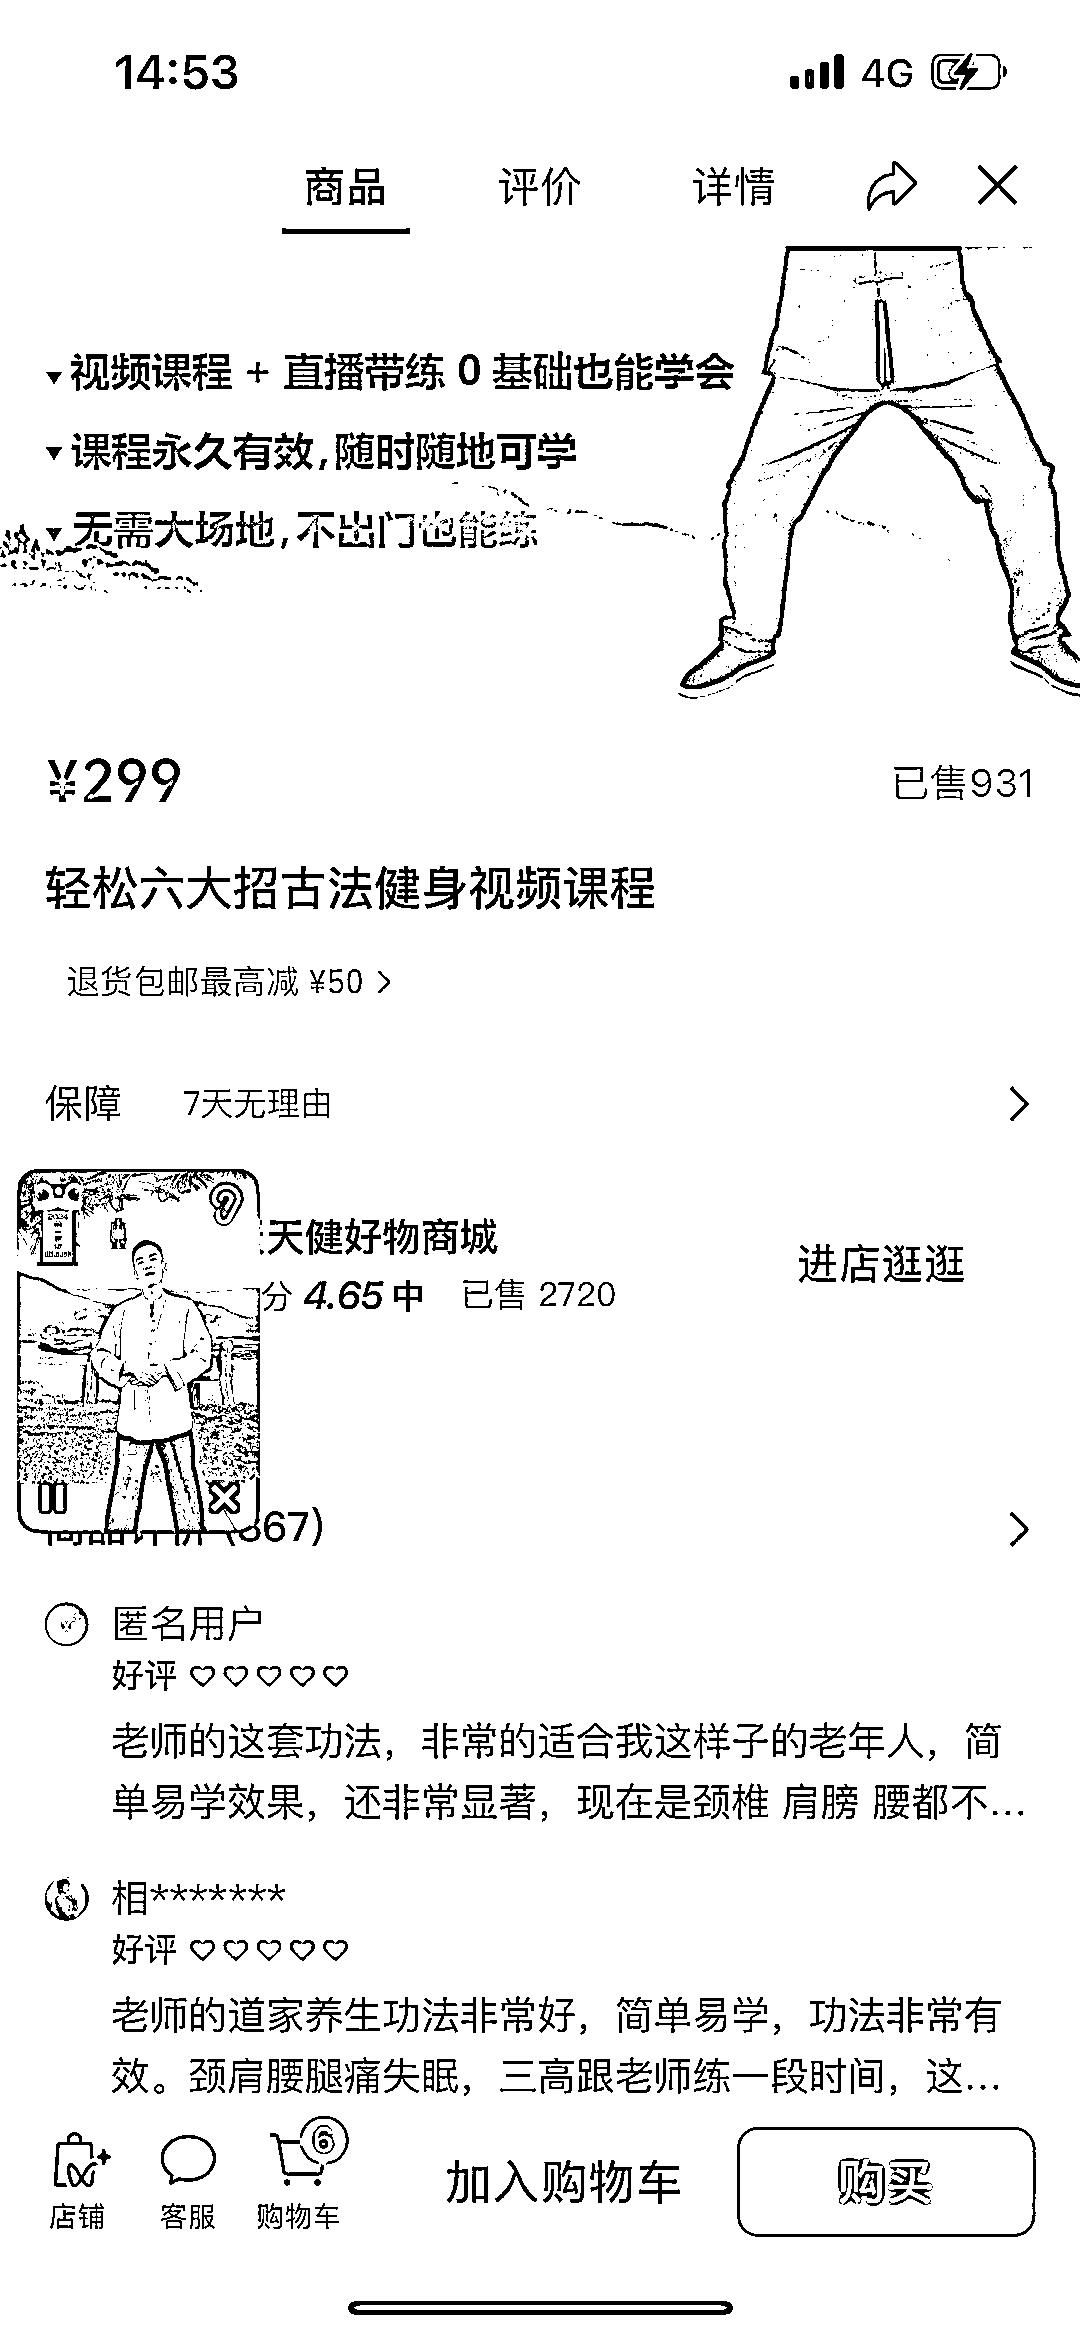 14:53 4G
商品 评价 详情
视频课程 + 直播带练 0 基础也能学会
课程永久有效,随时随地可学
无需大场地,不出门也能练
¥299 已售931
轻松六大招古法健身视频课程
退货包邮最高减 ¥50
保障 7天无理由
天健好物商城
分 4.65 中 已售 2720
进店逛逛
商品评价 (867)
匿名用户
好评
老师的这套功法，非常的适合我这样子的老年人，简
单易学效果，还非常显著，现在是颈椎 肩膀 腰都不...
相*******
好评
老师的道家养生功法非常好，简单易学，功法非常有
效。颈肩腰腿痛失眠，三高跟老师练一段时间，这...
6
店铺 客服 购物车 加入购物车 购买